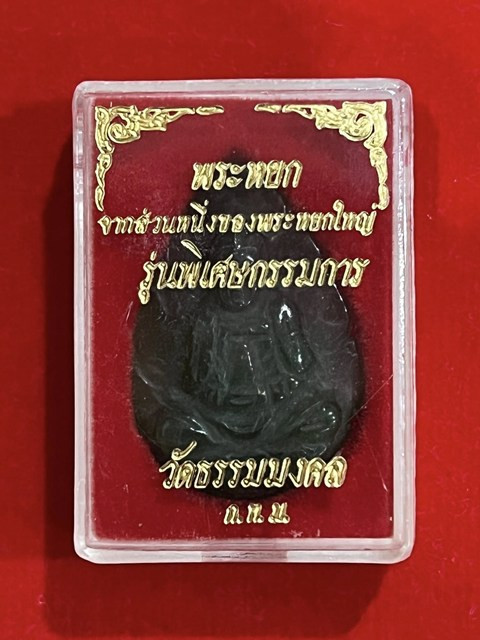 พระหยก
จากส่วนหนึ่งของพระหยกใหญ่
รุ่นพิเศษกรรมการ
วัดธรรมมงคล
ก.ท.ม.